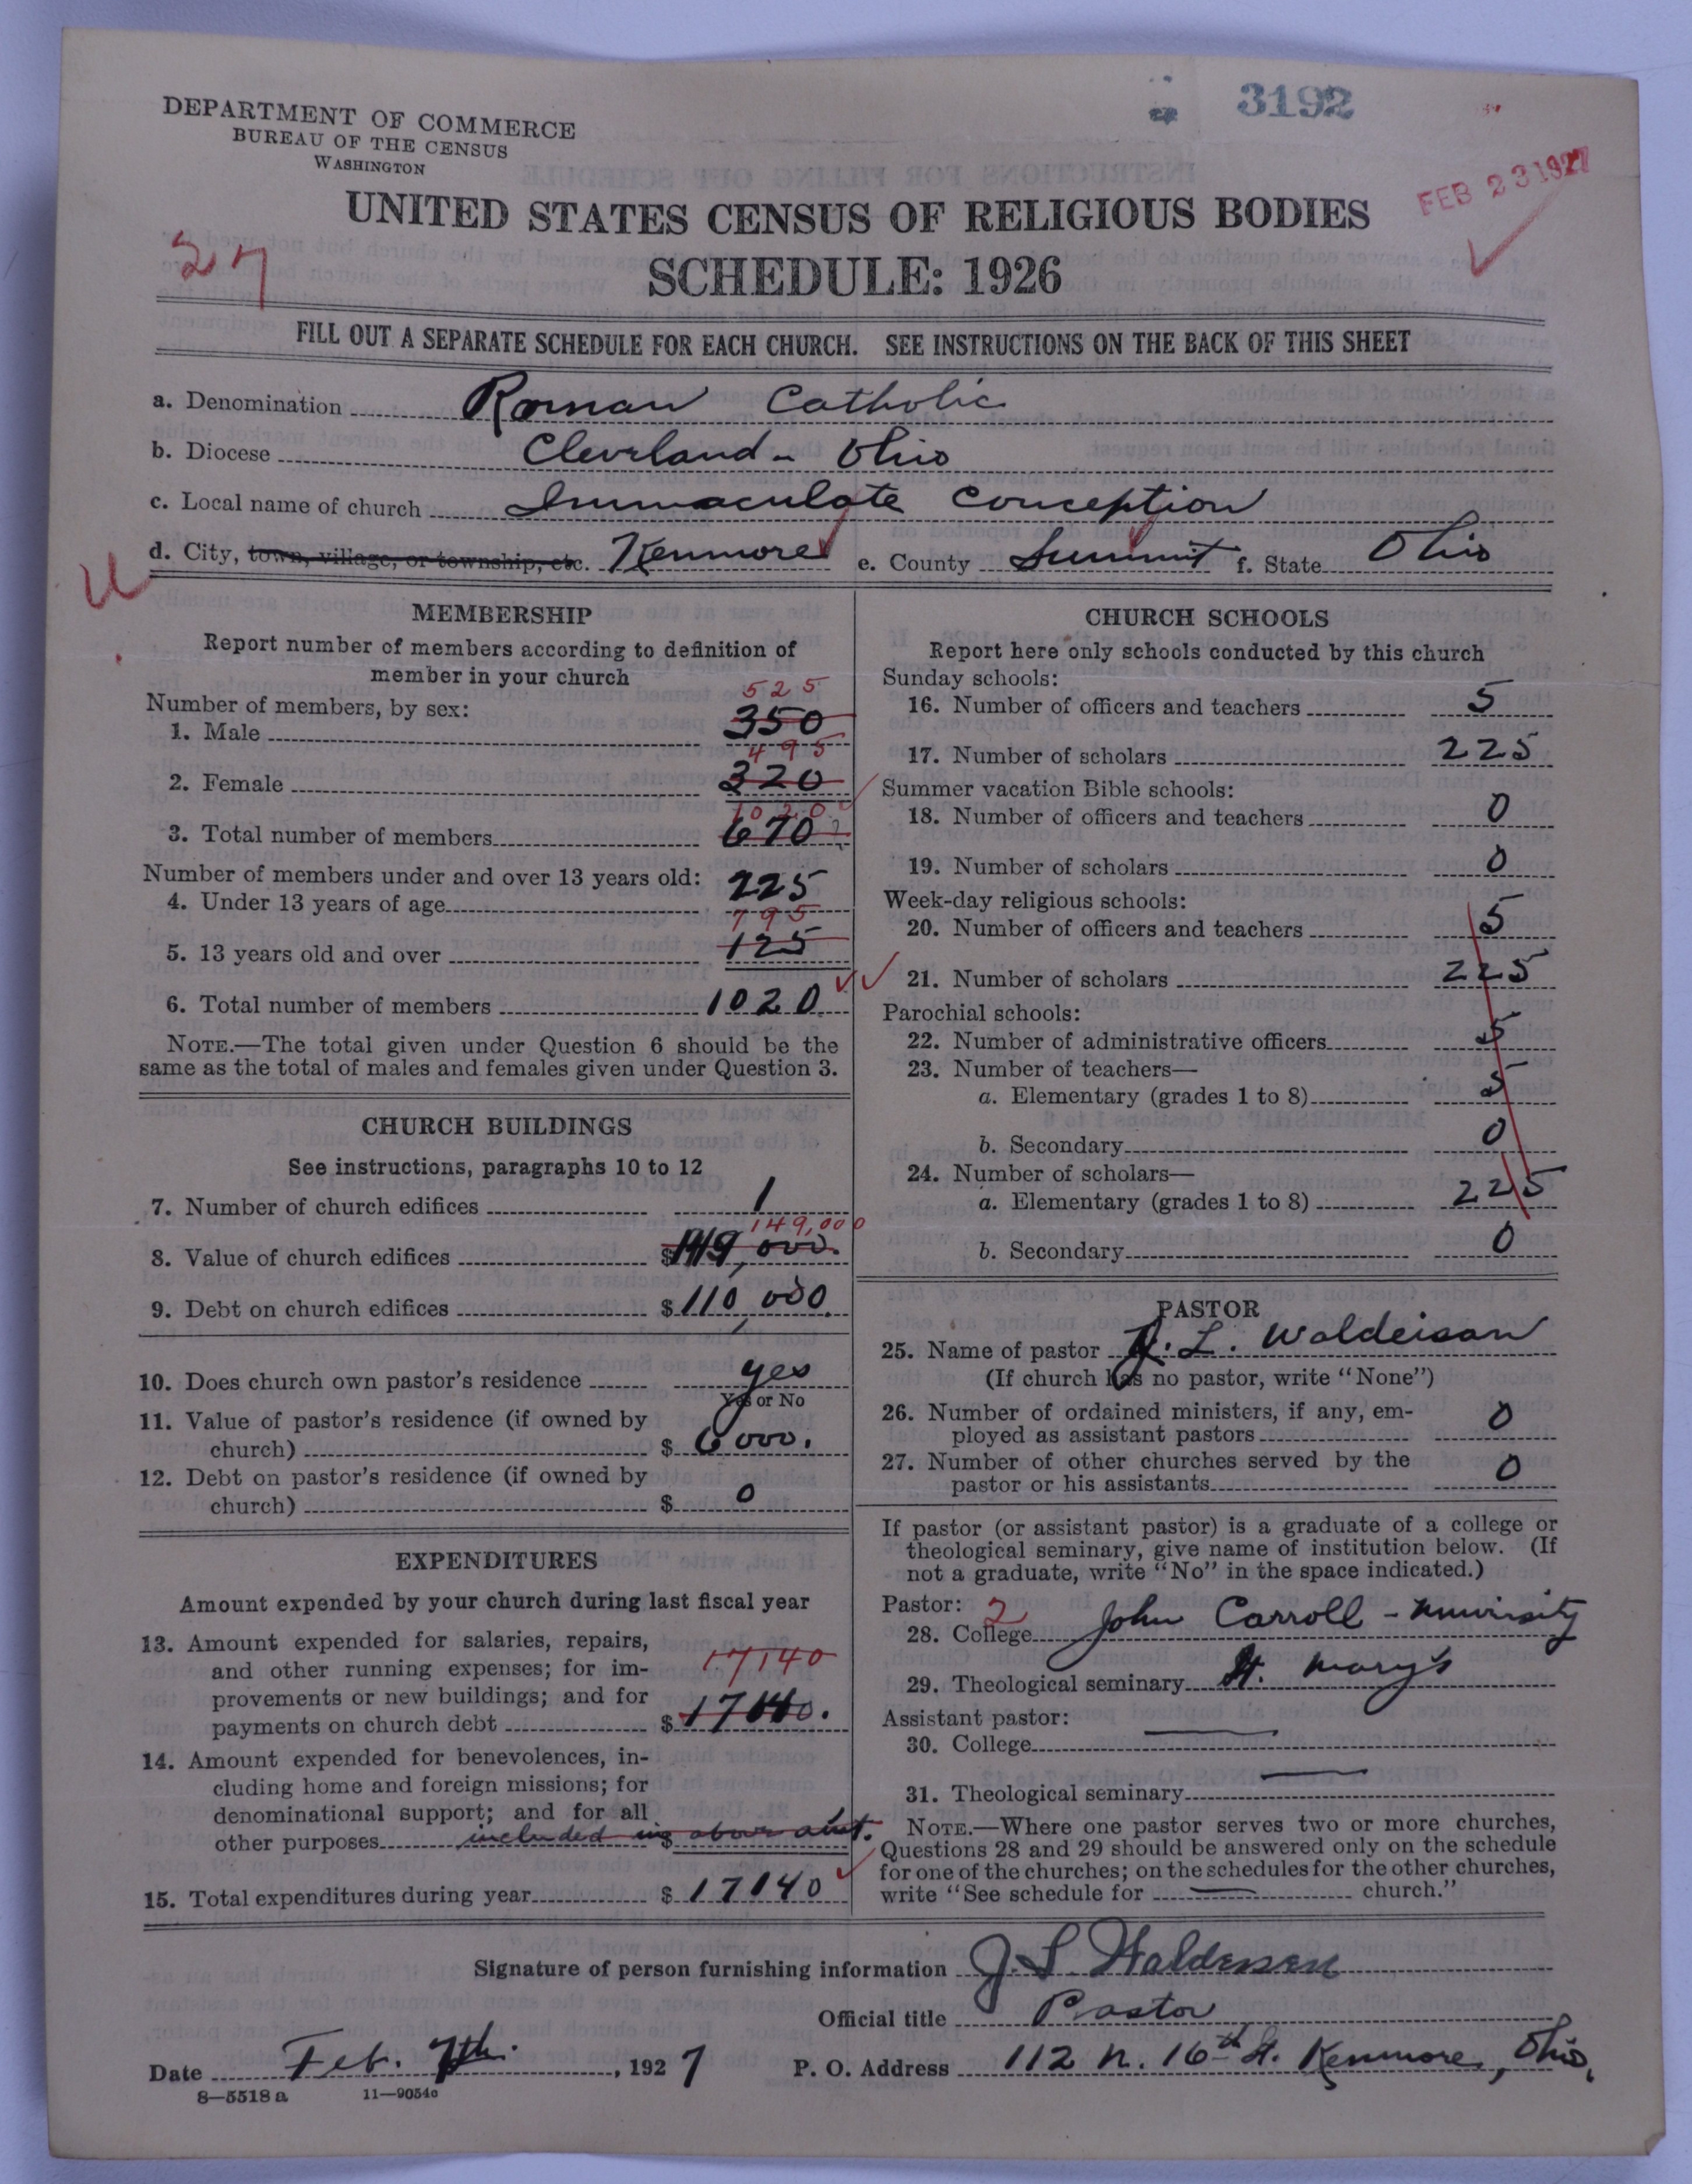 3192
DEPARTMENT OF COMMERCE
BUREAU OF THE CENSUS
WASHINGTON
FEB 23 1927
UNITED STATES CENSUS OF RELIGIOUS BODIES
27
SCHEDULE: 1926
FILL OUT A SEPARATE SCHEDULE FOR EACH CHURCH. SEE INSTRUCTIONS ON THE BACK OF THIS SHEET
a. Denomination Roman Catholic
b. Diocese Cleveland - Ohio
c. Local name of church Immaculate Conception
d. City, town, village, or township, etc. Kenmore e. County Summit f. State Ohio
U
MEMBERSHIP
Report number of members according to definition of
member in your church
525
Number of members, by sex:
1. Male 350
495
2. Female 320
1020
3. Total number of members 670
Number of members under and over 13 years old:
4. Under 13 years of age 225
795
5. 13 years old and over 125
6. Total number of members 1020
NOTE.—The total given under Question 6 should be the
same as the total of males and females given under Question 3.
CHURCH BUILDINGS
See instructions, paragraphs 10 to 12
7. Number of church edifices 1
149,000
8. Value of church edifices $149,000.
9. Debt on church edifices $110,000.
10. Does church own pastor's residence yes
Yes or No
11. Value of pastor's residence (if owned by
church) $ 6000.
12. Debt on pastor's residence (if owned by
church) $ 0
EXPENDITURES
Amount expended by your church during last fiscal year
13. Amount expended for salaries, repairs,
and other running expenses; for im-
17140
provements or new buildings; and for
payments on church debt $ 17140.
14. Amount expended for benevolences, in-
cluding home and foreign missions; for
denominational support; and for all
other purposes included in $ above amt.
15. Total expenditures during year $ 17140
CHURCH SCHOOLS
Report here only schools conducted by this church
Sunday schools:
16. Number of officers and teachers 5
17. Number of scholars 225
Summer vacation Bible schools:
18. Number of officers and teachers 0
19. Number of scholars 0
Week-day religious schools:
20. Number of officers and teachers 5
21. Number of scholars 225
Parochial schools:
22. Number of administrative officers 5
23. Number of teachers—
a. Elementary (grades 1 to 8) 5
b. Secondary 0
24. Number of scholars—
a. Elementary (grades 1 to 8) 225
b. Secondary 0
PASTOR
25. Name of pastor J. L. Waldeisan
(If church has no pastor, write "None")
26. Number of ordained ministers, if any, em-
ployed as assistant pastors 0
27. Number of other churches served by the
pastor or his assistants 0
If pastor (or assistant pastor) is a graduate of a college or
theological seminary, give name of institution below. (If
not a graduate, write "No" in the space indicated.)
Pastor: 2
28. College John Carroll - University
29. Theological seminary St. Mary's
Assistant pastor:
30. College
31. Theological seminary
NOTE.—Where one pastor serves two or more churches,
Questions 28 and 29 should be answered only on the schedule
for one of the churches; on the schedules for the other churches,
write "See schedule for church."
Signature of person furnishing information J. L. Waldeisen
Official title Pastor
Date Feb. 7th. , 1927 P. O. Address 112 N. 16th St. Kenmore, Ohio,
8—5518 a 11—9054c